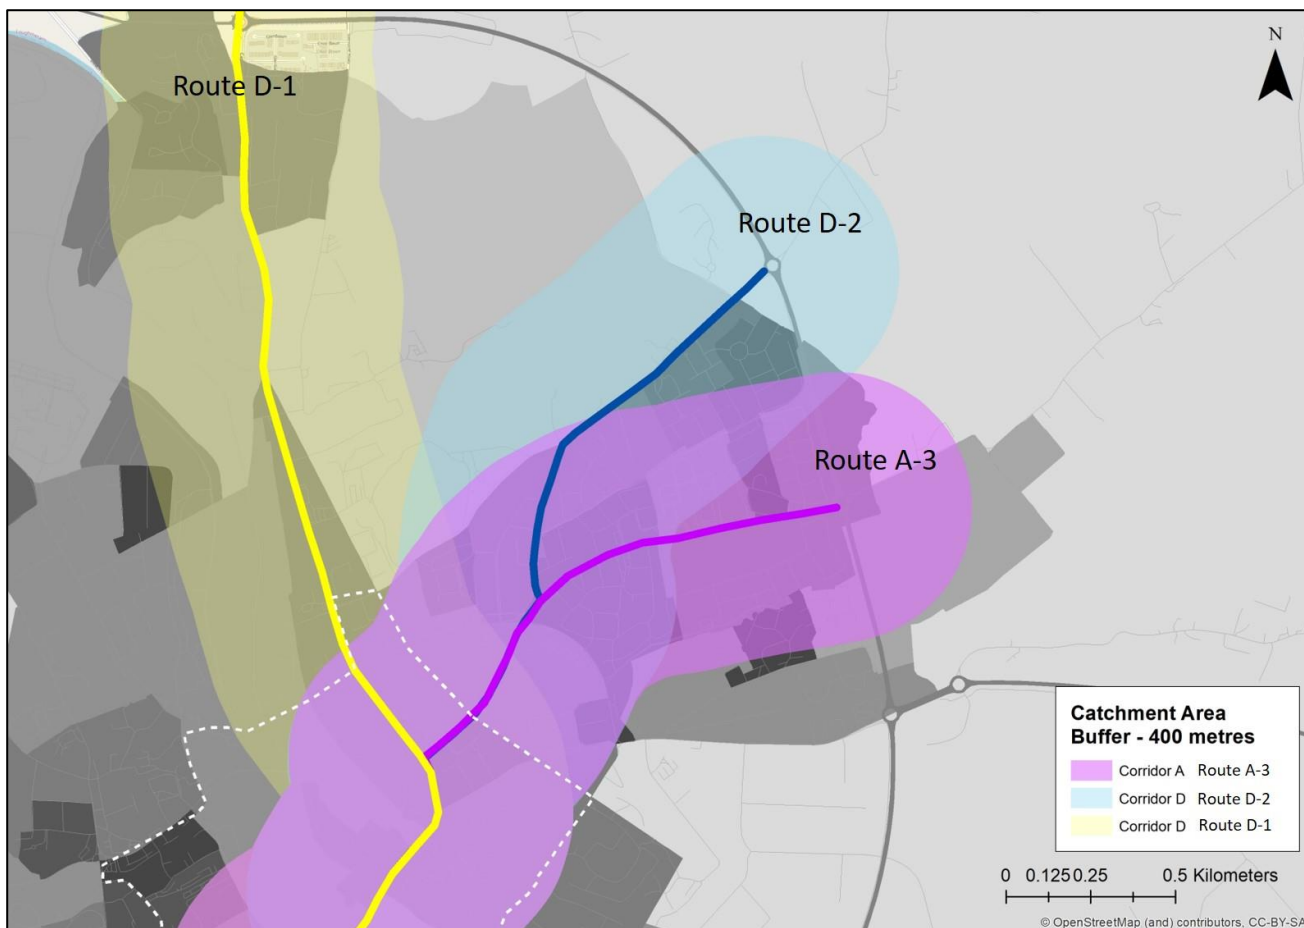 N
Route D-1
Route D-2
Route A-3
Catchment Area
Buffer - 400 metres
Corridor A Route A-3
Corridor D Route D-2
Corridor D Route D-1
0 0.125 0.25 0.5 Kilometers
© OpenStreetMap (and) contributors, CC-BY-SA